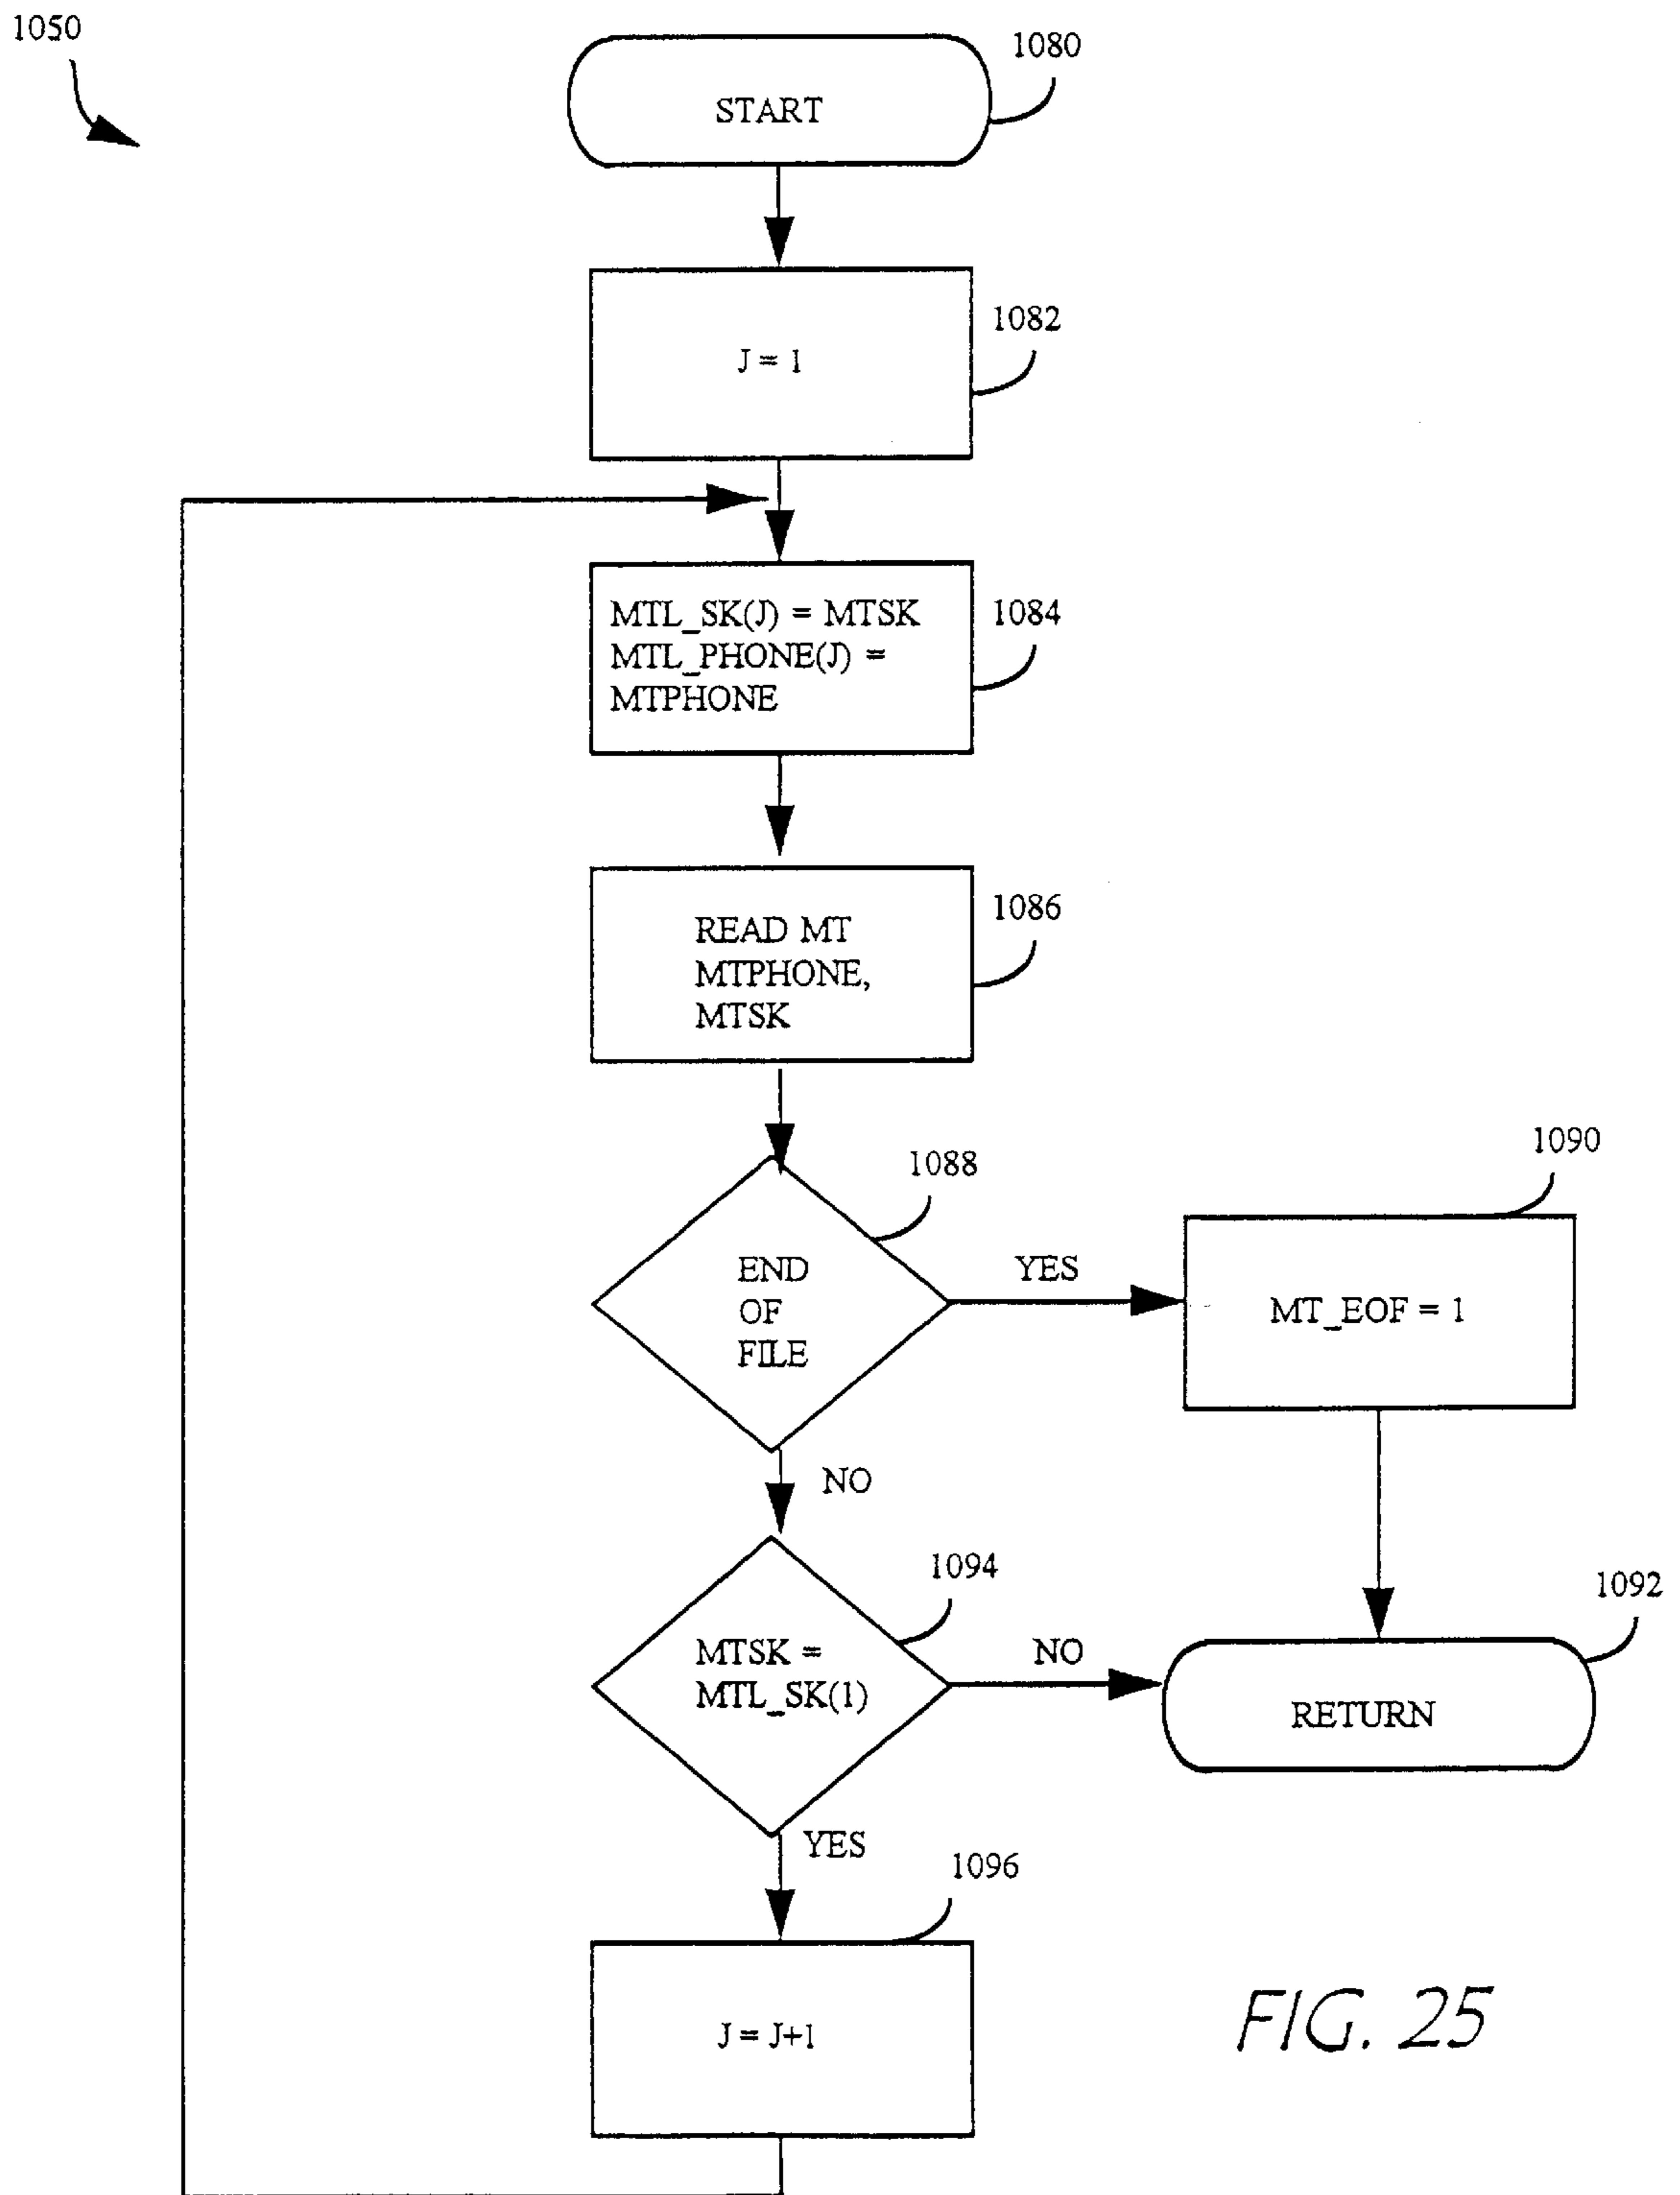 1050
1080
START
1082
J = 1
1084
MTL_SK(J) = MTSK
MTL_PHONE(J) =
MTPHONE
1086
READ MT
MTPHONE,
MTSK
1088
END
OF
FILE
YES
1090
MT_EOF = 1
NO
1094
MTSK =
MTL_SK(1)
NO
1092
RETURN
YES
1096
J = J+1
FIG. 25